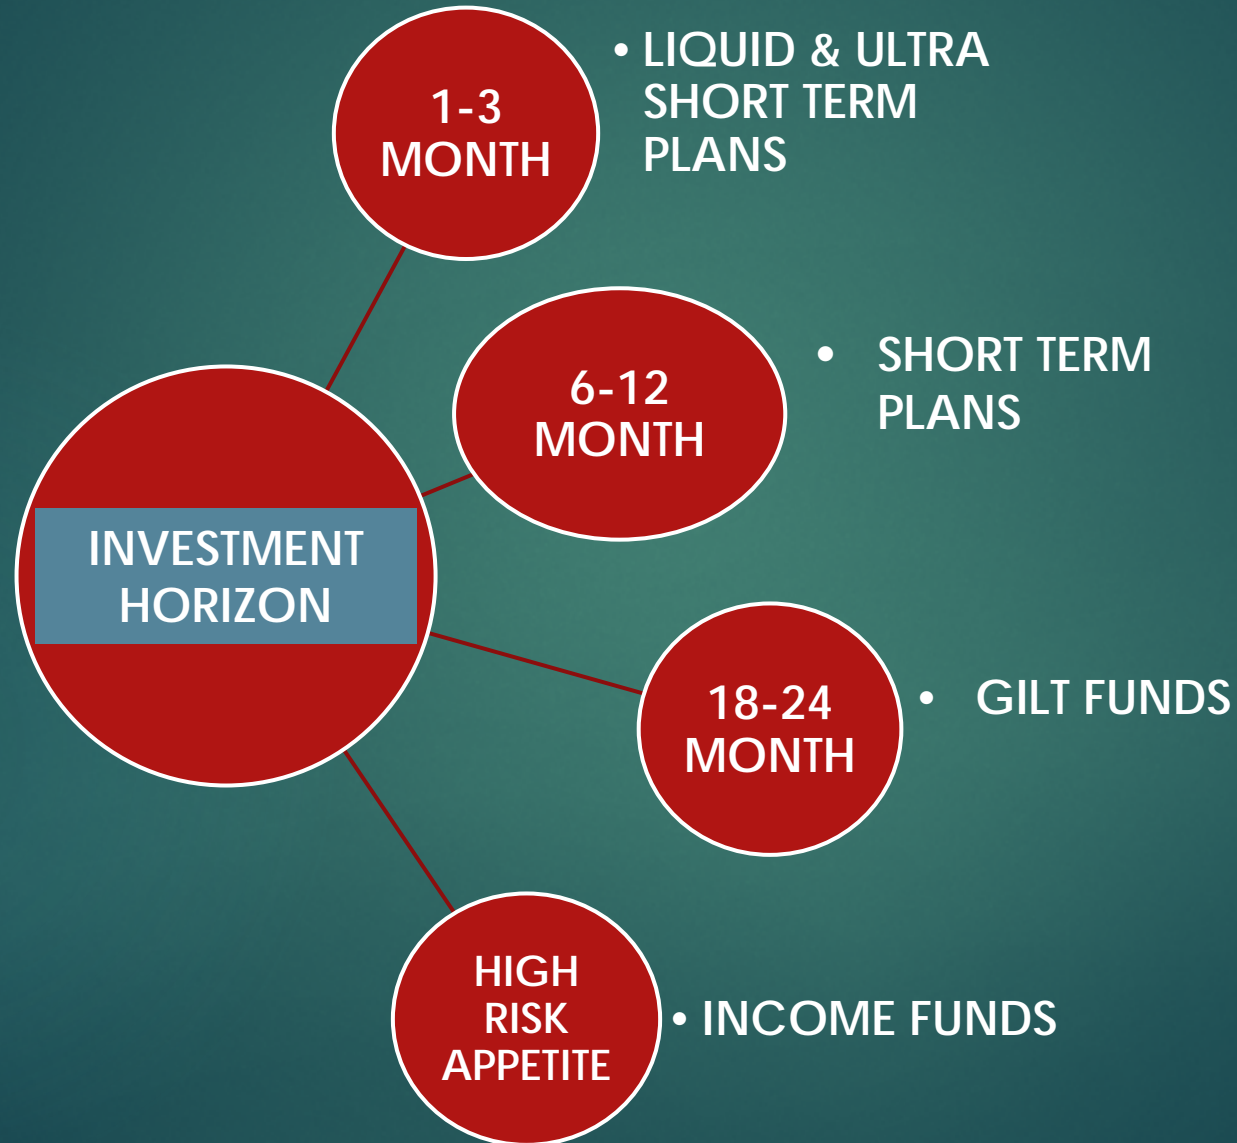 1-3
MONTH
• LIQUID & ULTRA
SHORT TERM
PLANS
6-12
MONTH
• SHORT TERM
PLANS
INVESTMENT
HORIZON
18-24
MONTH
• GILT FUNDS
HIGH
RISK
APPETITE
• INCOME FUNDS